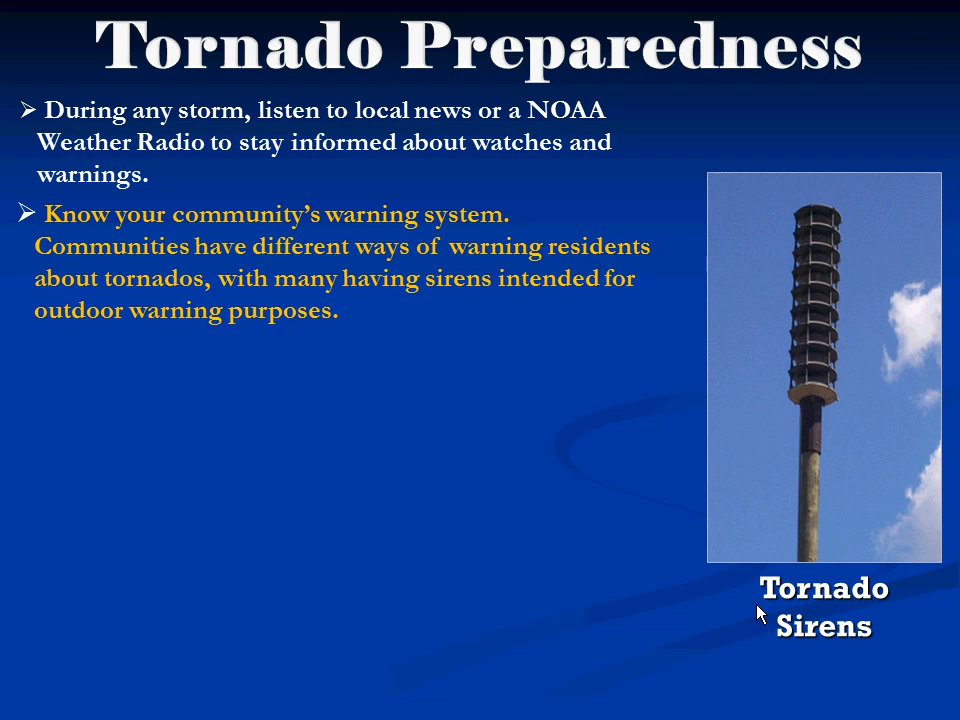 Tornado Preparedness
➢ During any storm, listen to local news or a NOAA
Weather Radio to stay informed about watches and
warnings.
➢ Know your community’s warning system.
Communities have different ways of warning residents
about tornados, with many having sirens intended for
outdoor warning purposes.
Tornado
Sirens